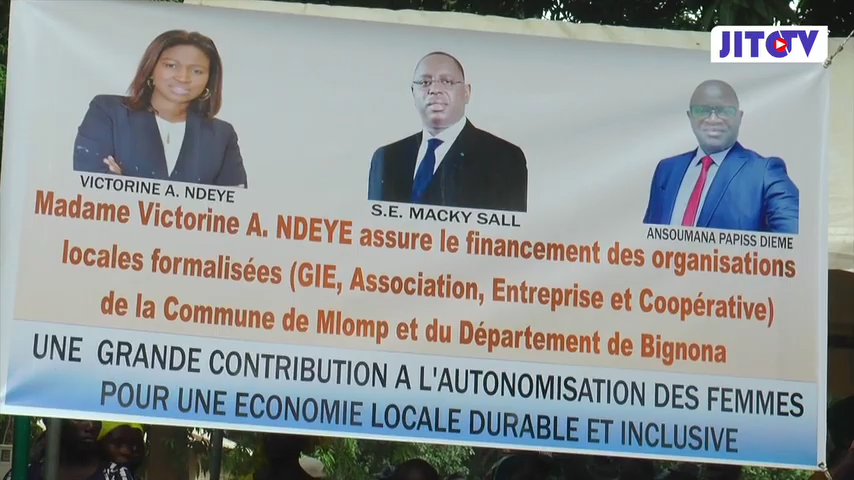 JITOTV
VICTORINE A. NDEYE
S.E. MACKY SALL
ANSOUMANA PAPISS DIEME
Madame Victorine A. NDEYE assure le financement des organisations
locales formalisées (GIE, Association, Entreprise et Coopérative)
de la Commune de Mlomp et du Département de Bignona
UNE GRANDE CONTRIBUTION A L'AUTONOMISATION DES FEMMES
POUR UNE ECONOMIE LOCALE DURABLE ET INCLUSIVE